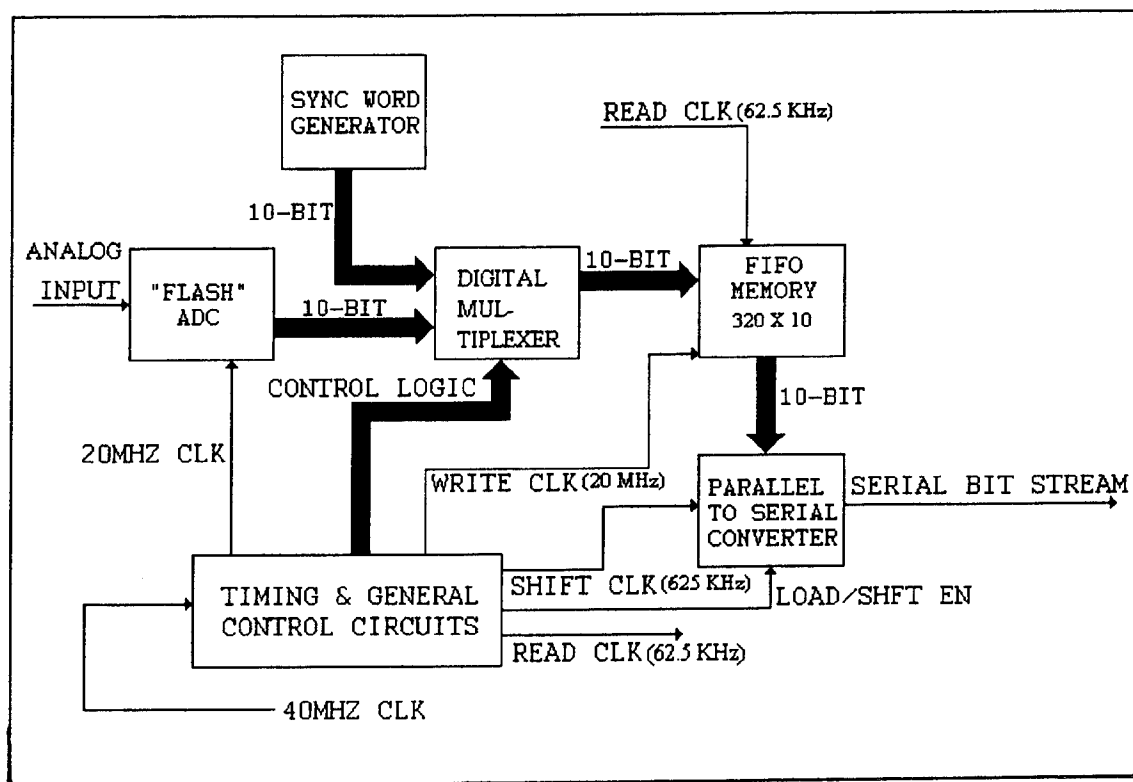 SYNC WORD
GENERATOR
READ CLK (62.5 KHz)
10-BIT
ANALOG
INPUT
"FLASH"
ADC
10-BIT
DIGITAL
MUL-
TIPLEXER
10-BIT
FIFO
MEMORY
320 X 10
CONTROL LOGIC
10-BIT
20MHZ CLK
WRITE CLK (20 MHz)
PARALLEL
TO SERIAL
CONVERTER
SERIAL BIT STREAM
TIMING & GENERAL
CONTROL CIRCUITS
SHIFT CLK (625 KHz)
LOAD/SHFT EN
READ CLK (62.5 KHz)
40MHZ CLK